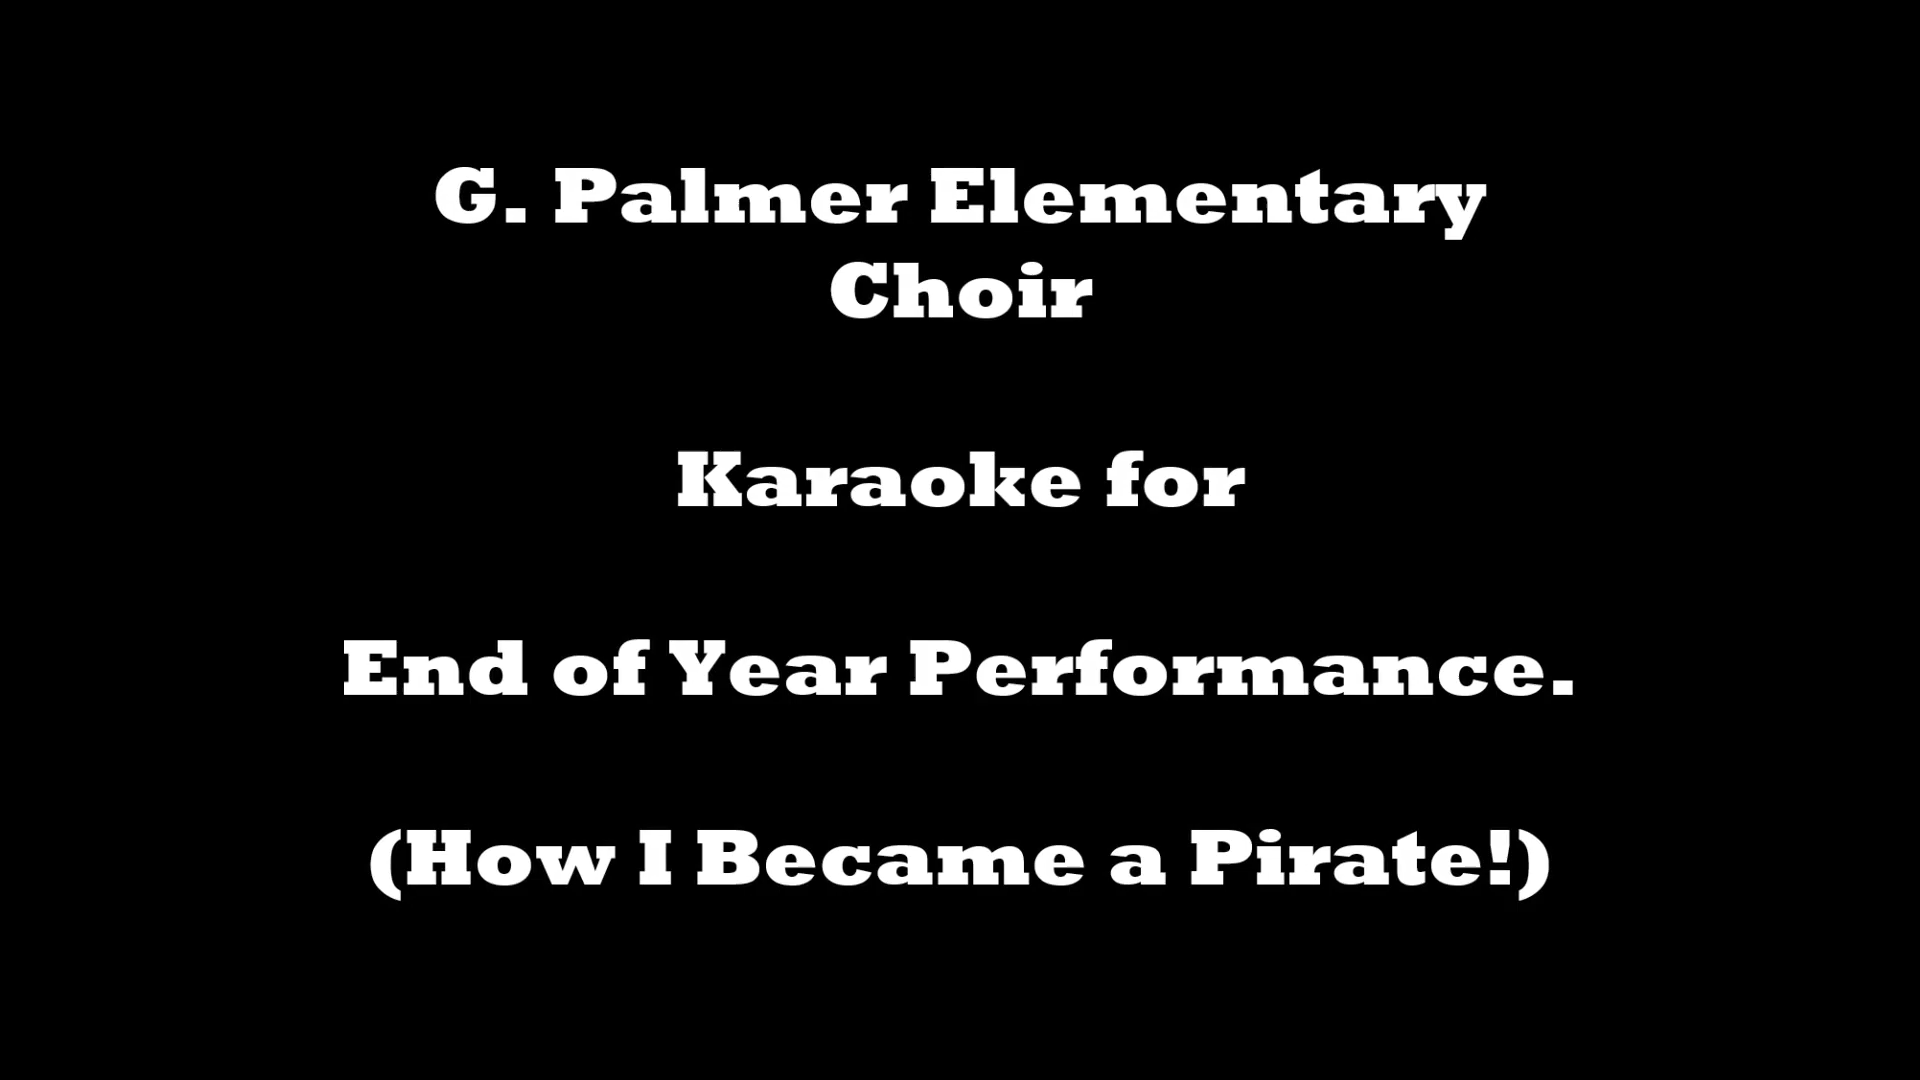 G. Palmer Elementary
Choir
Karaoke for
End of Year Performance.
(How I Became a Pirate!)